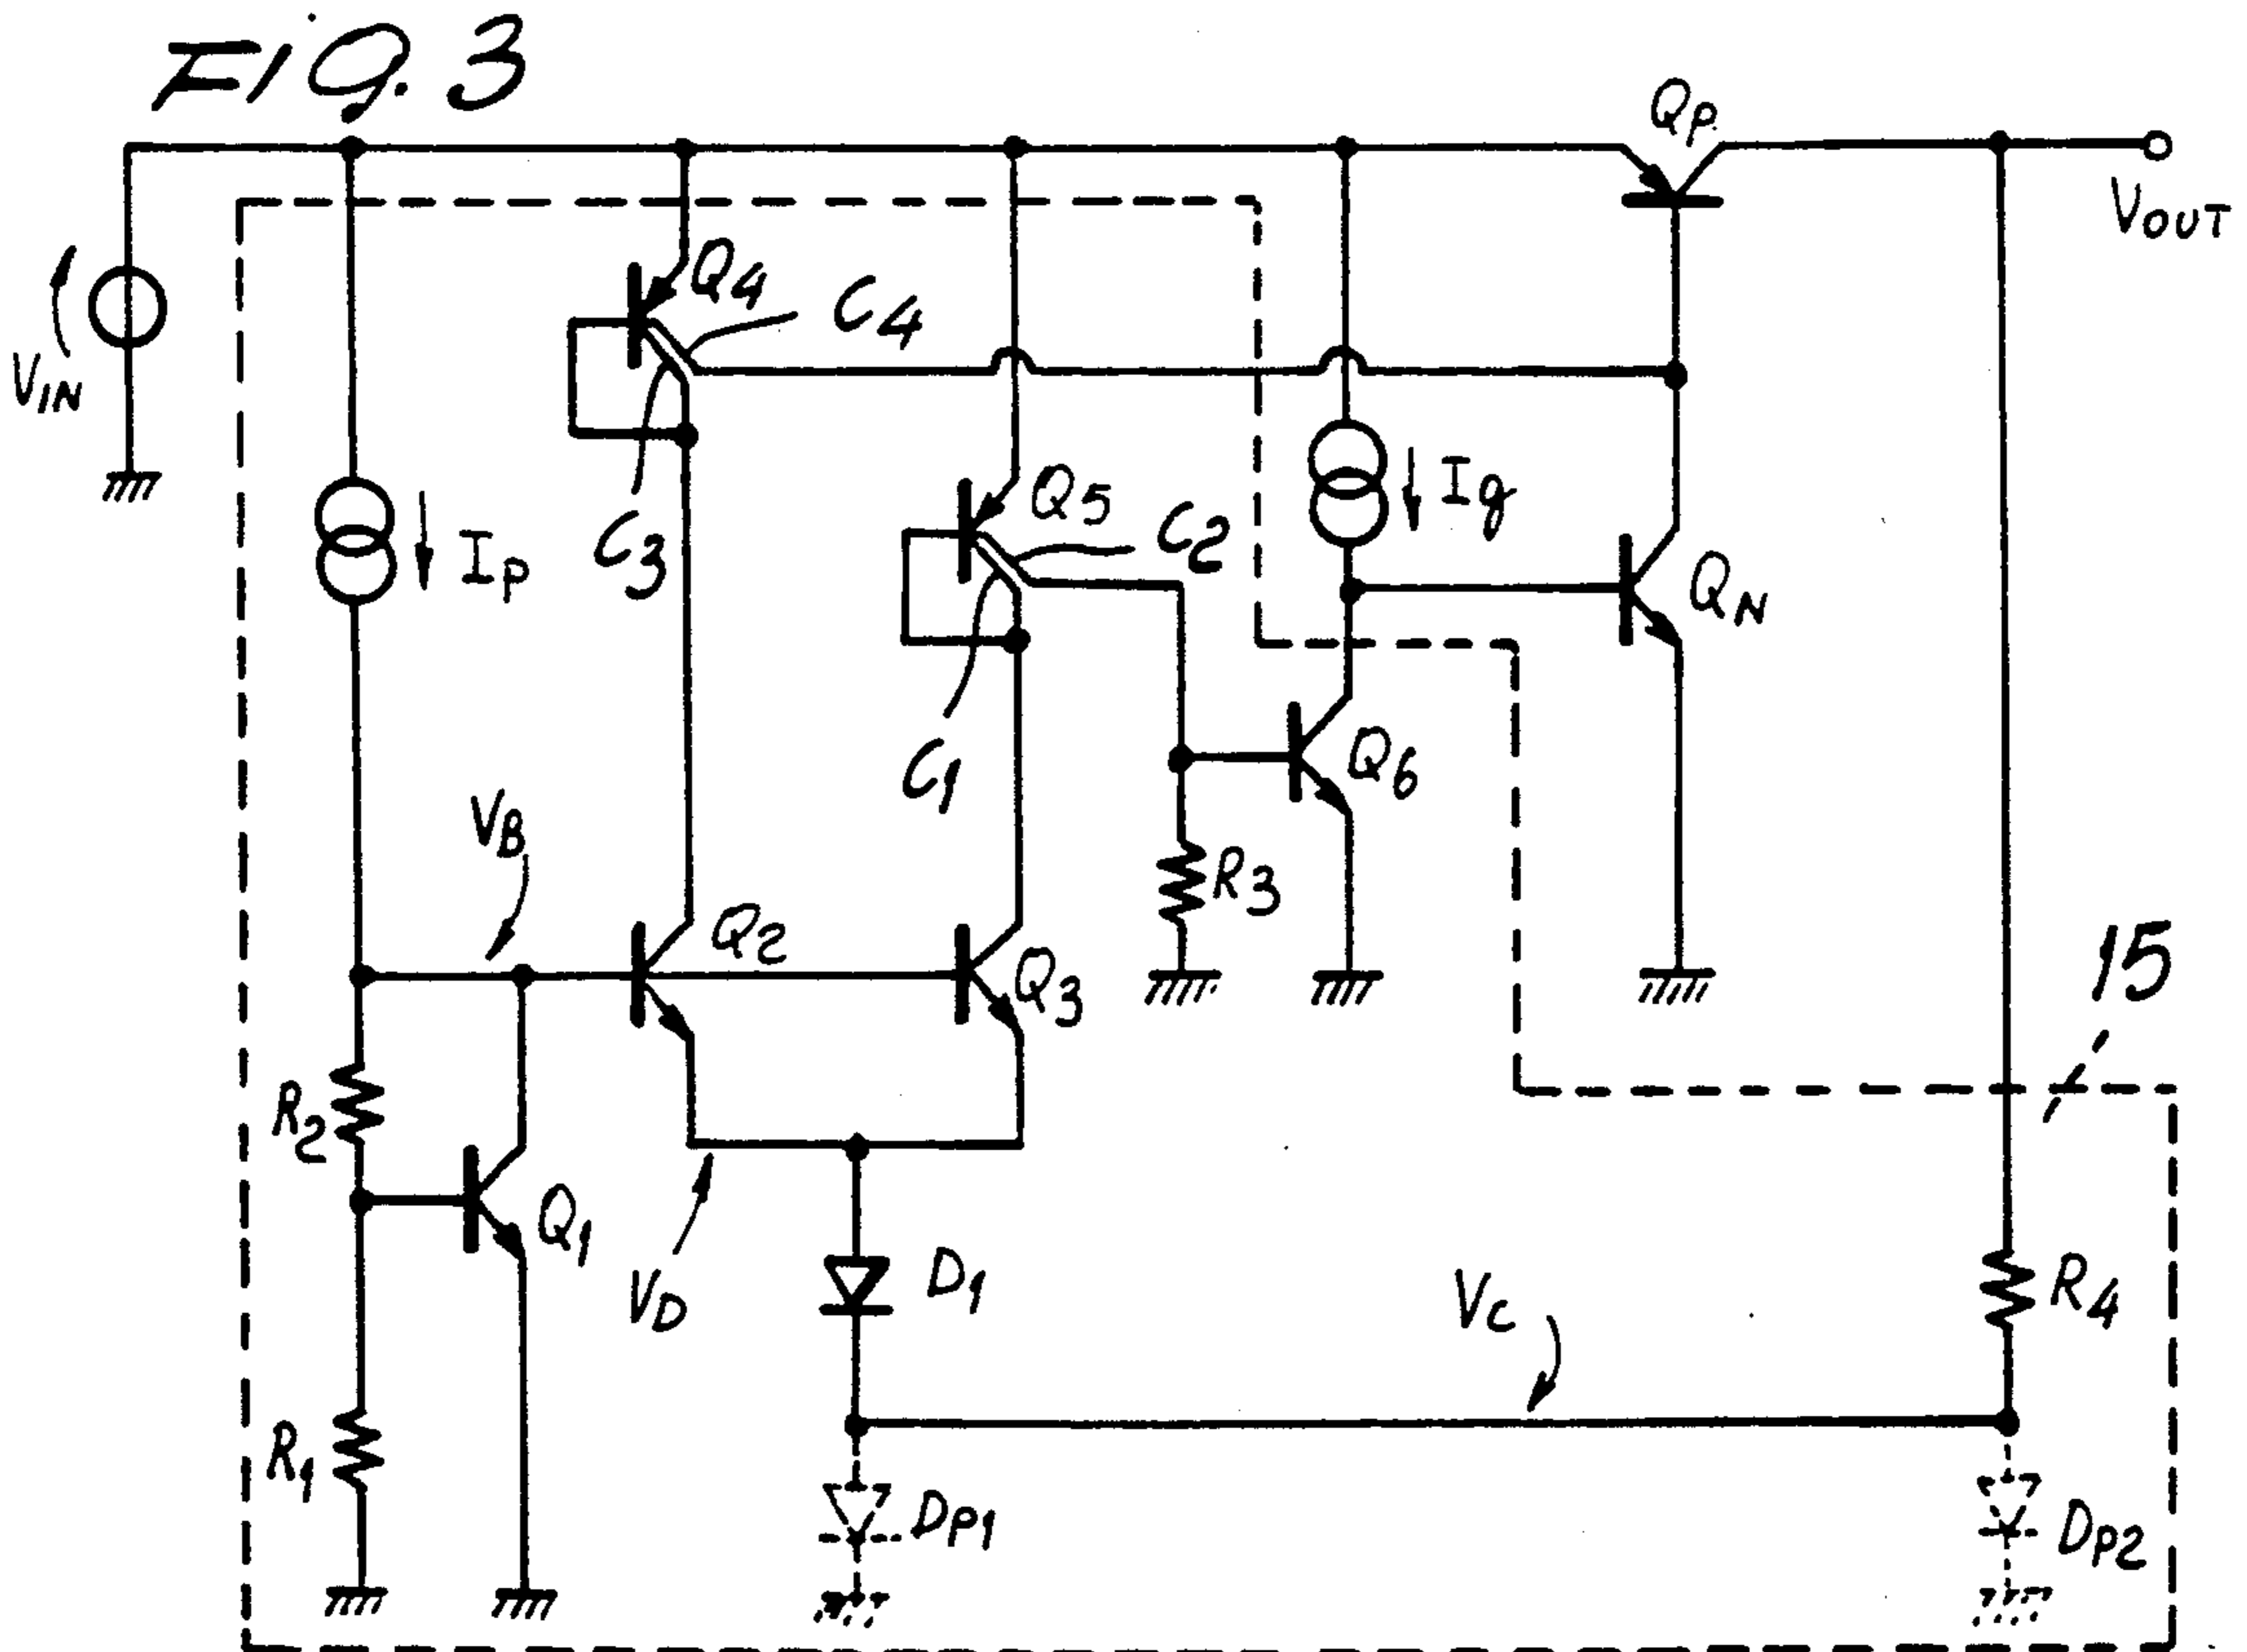 FIG. 3
QP
VOUT
Q4
C4
VIN
Q5
C2
Ig
C3
IP
QN
C1
Q6
VB
R3
Q2
Q3
15
R2
Q1
VD
D1
VC
R4
R1
DP1
DP2